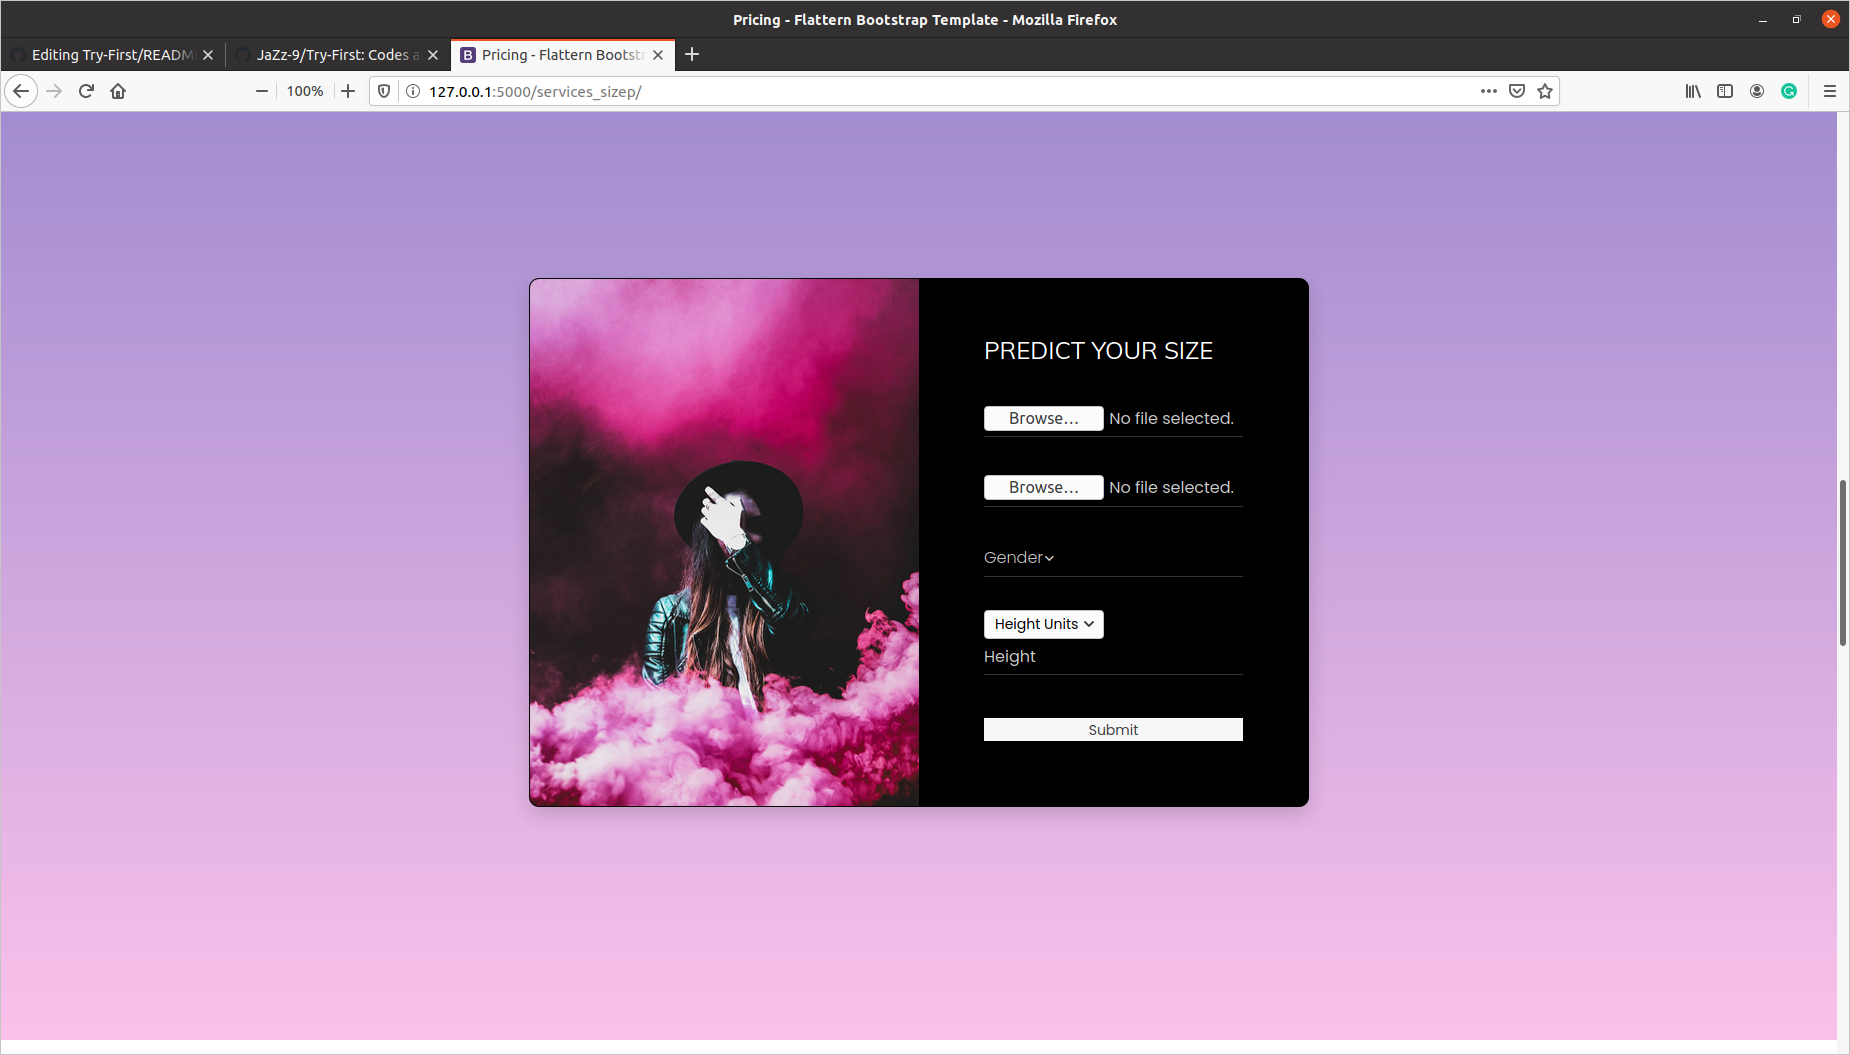 Pricing - Flattern Bootstrap Template - Mozilla Firefox
Editing Try-First/READM
JaZz-9/Try-First: Codes a
B Pricing - Flattern Bootstr
100%
127.0.0.1:5000/services_sizep/
PREDICT YOUR SIZE
Browse... No file selected.
Browse... No file selected.
Gender
Height Units
Height
Submit